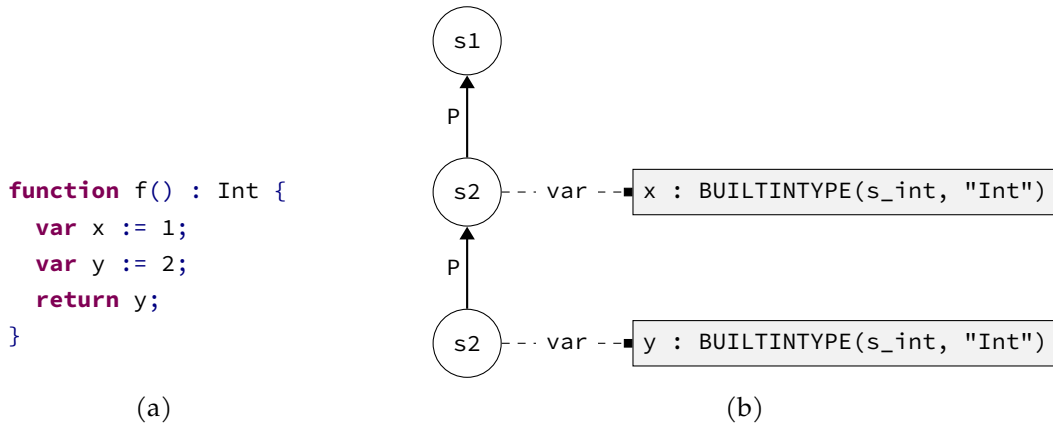 function f() : Int {
var x := 1;
var y := 2;
return y;
}
(a)
s1
P
s2 var x : BUILTINTYPE(s_int, "Int")
P
s2 var y : BUILTINTYPE(s_int, "Int")
(b)